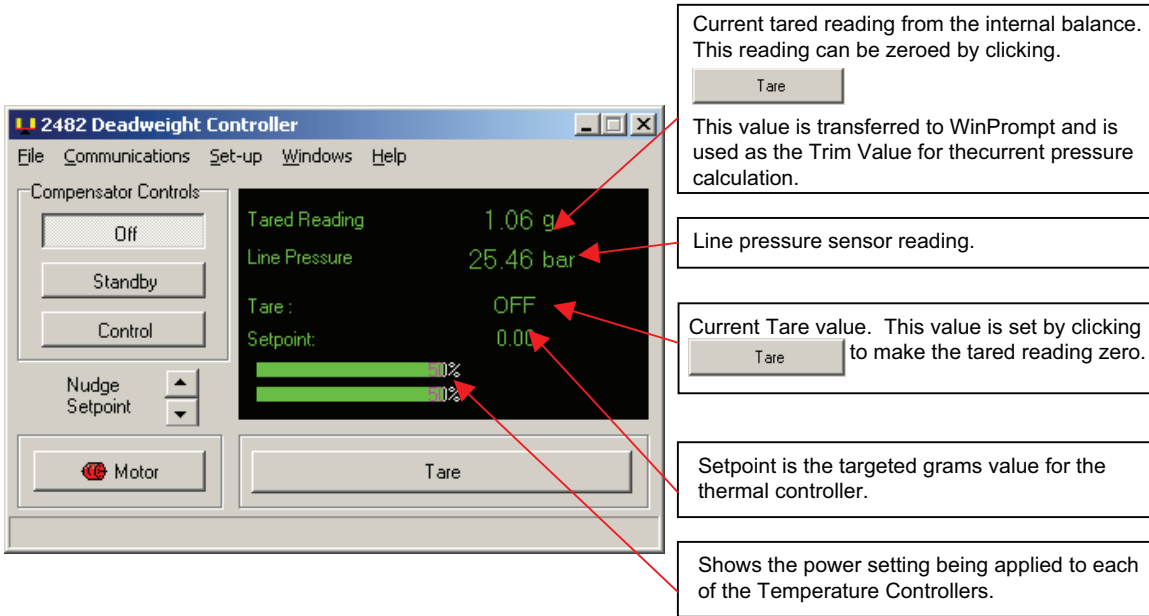 2482 Deadweight Controller
File Communications Set-up Windows Help
Compensator Controls
Off
Standby
Control
Nudge
Setpoint
Motor
Tared Reading 1.06 g
Line Pressure 25.46 bar
Tare : OFF
Setpoint: 0.00
50%
50%
Tare
Current tared reading from the internal balance.
This reading can be zeroed by clicking.
Tare
This value is transferred to WinPrompt and is
used as the Trim Value for thecurrent pressure
calculation.
Line pressure sensor reading.
Current Tare value. This value is set by clicking
Tare to make the tared reading zero.
Setpoint is the targeted grams value for the
thermal controller.
Shows the power setting being applied to each
of the Temperature Controllers.